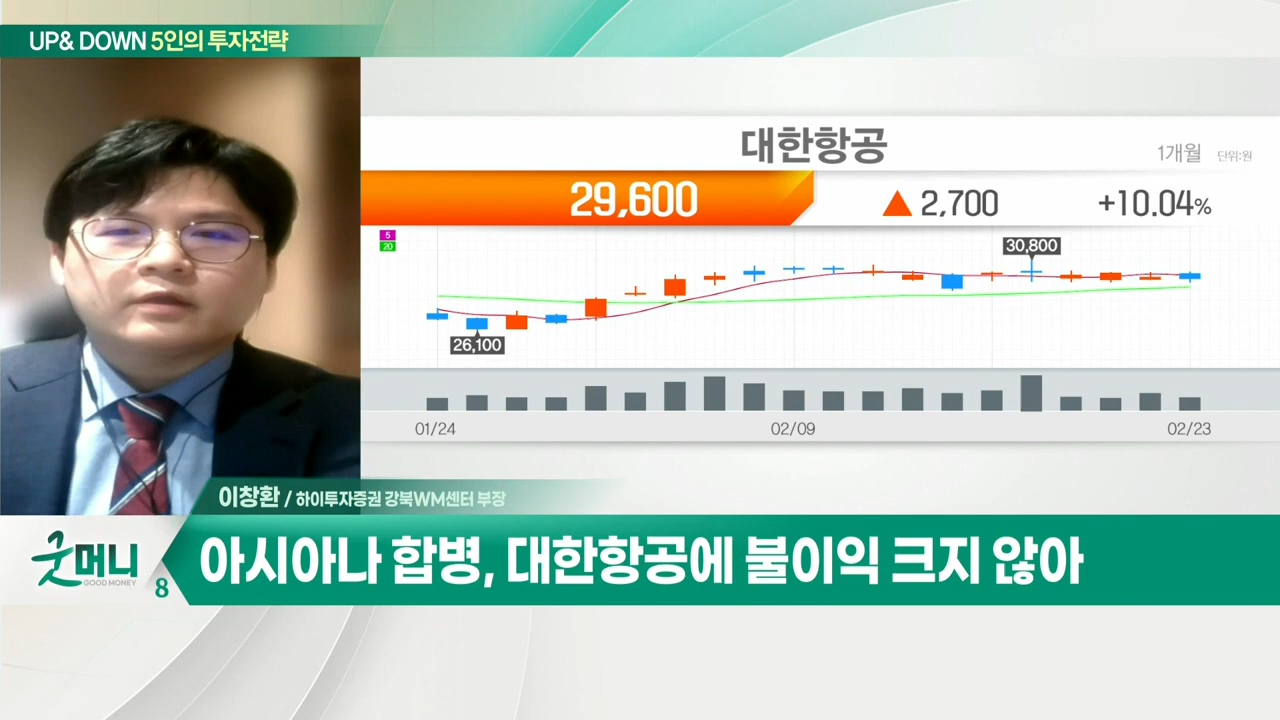 UP& DOWN 5인의 투자전략
대한항공
1개월 단위:원
29,600 ▲ 2,700 +10.04%
5
20
30,800
26,100
01/24 02/09 02/23
이창환 / 하이투자증권 강북WM센터 부장
굿머니
GOOD MONEY
8
아시아나 합병, 대한항공에 불이익 크지 않아